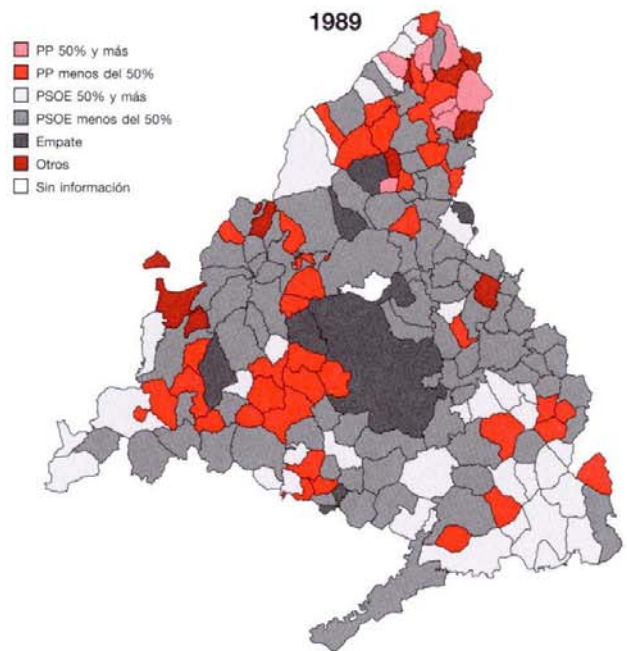 1989
PP 50% y más
PP menos del 50%
PSOE 50% y más
PSOE menos del 50%
Empate
Otros
Sin información